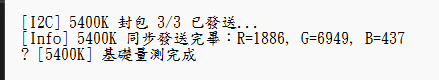 [I2C] 5400K 封包 3/3 已發送...
[Info] 5400K 同步發送完畢：R=1886, G=6949, B=437
? [5400K] 基礎量測完成